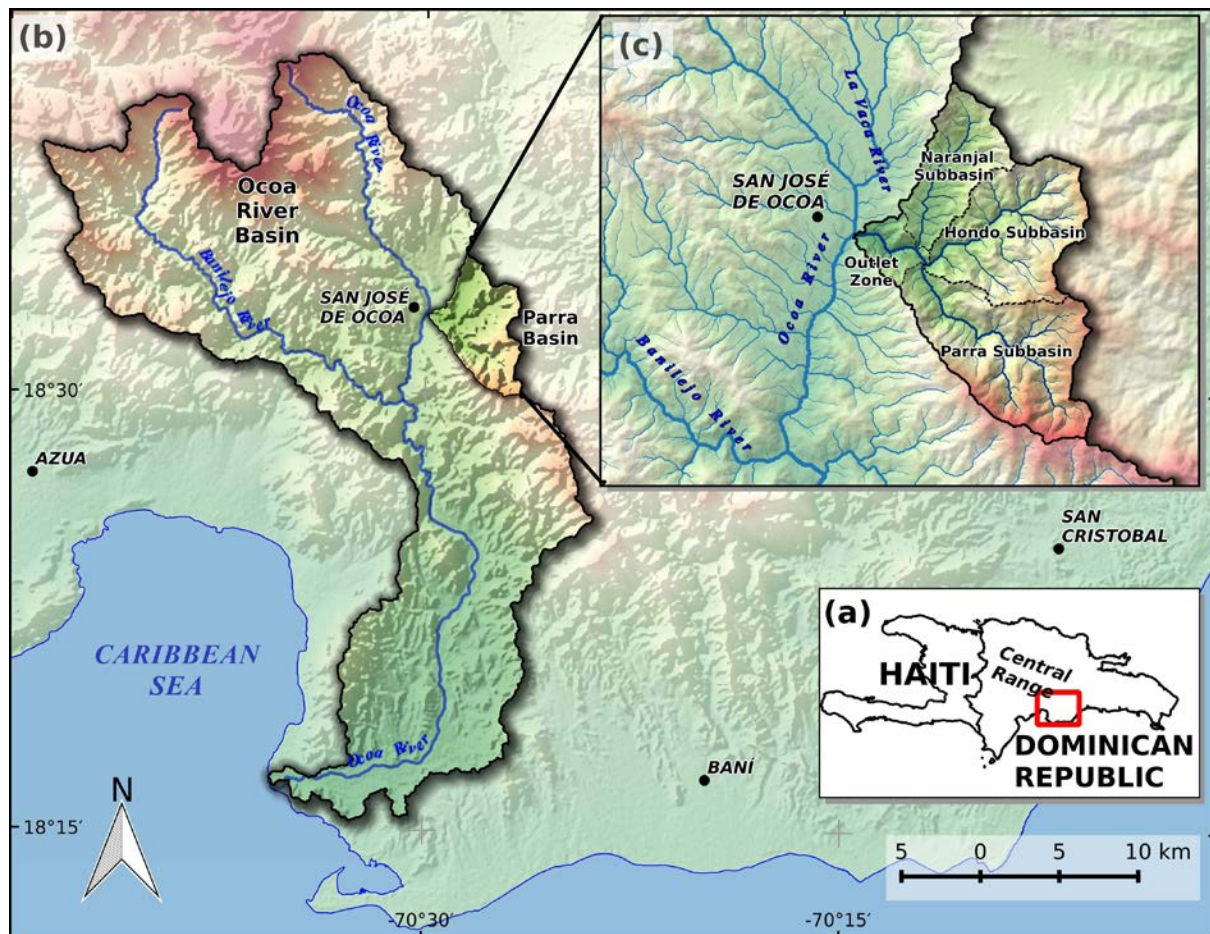 (b)
Ocoa River
Ocoa
River
Basin
Banilejo River
SAN JOSÉ
DE OCOA
Parra
Basin
18°30′
AZUA
CARIBBEAN
SEA
Ocoa River
N
18°15′
-70°30′
-70°15′
BANÍ
SAN
CRISTOBAL
(c)
La Vaca River
Naranjal
Subbasin
SAN JOSÉ
DE OCOA
Hondo Subbasin
Outlet
Zone
Ocoa River
Parra Subbasin
Banilejo River
(a)
HAITI
Central
Range
DOMINICAN
REPUBLIC
5 0 5 10 km